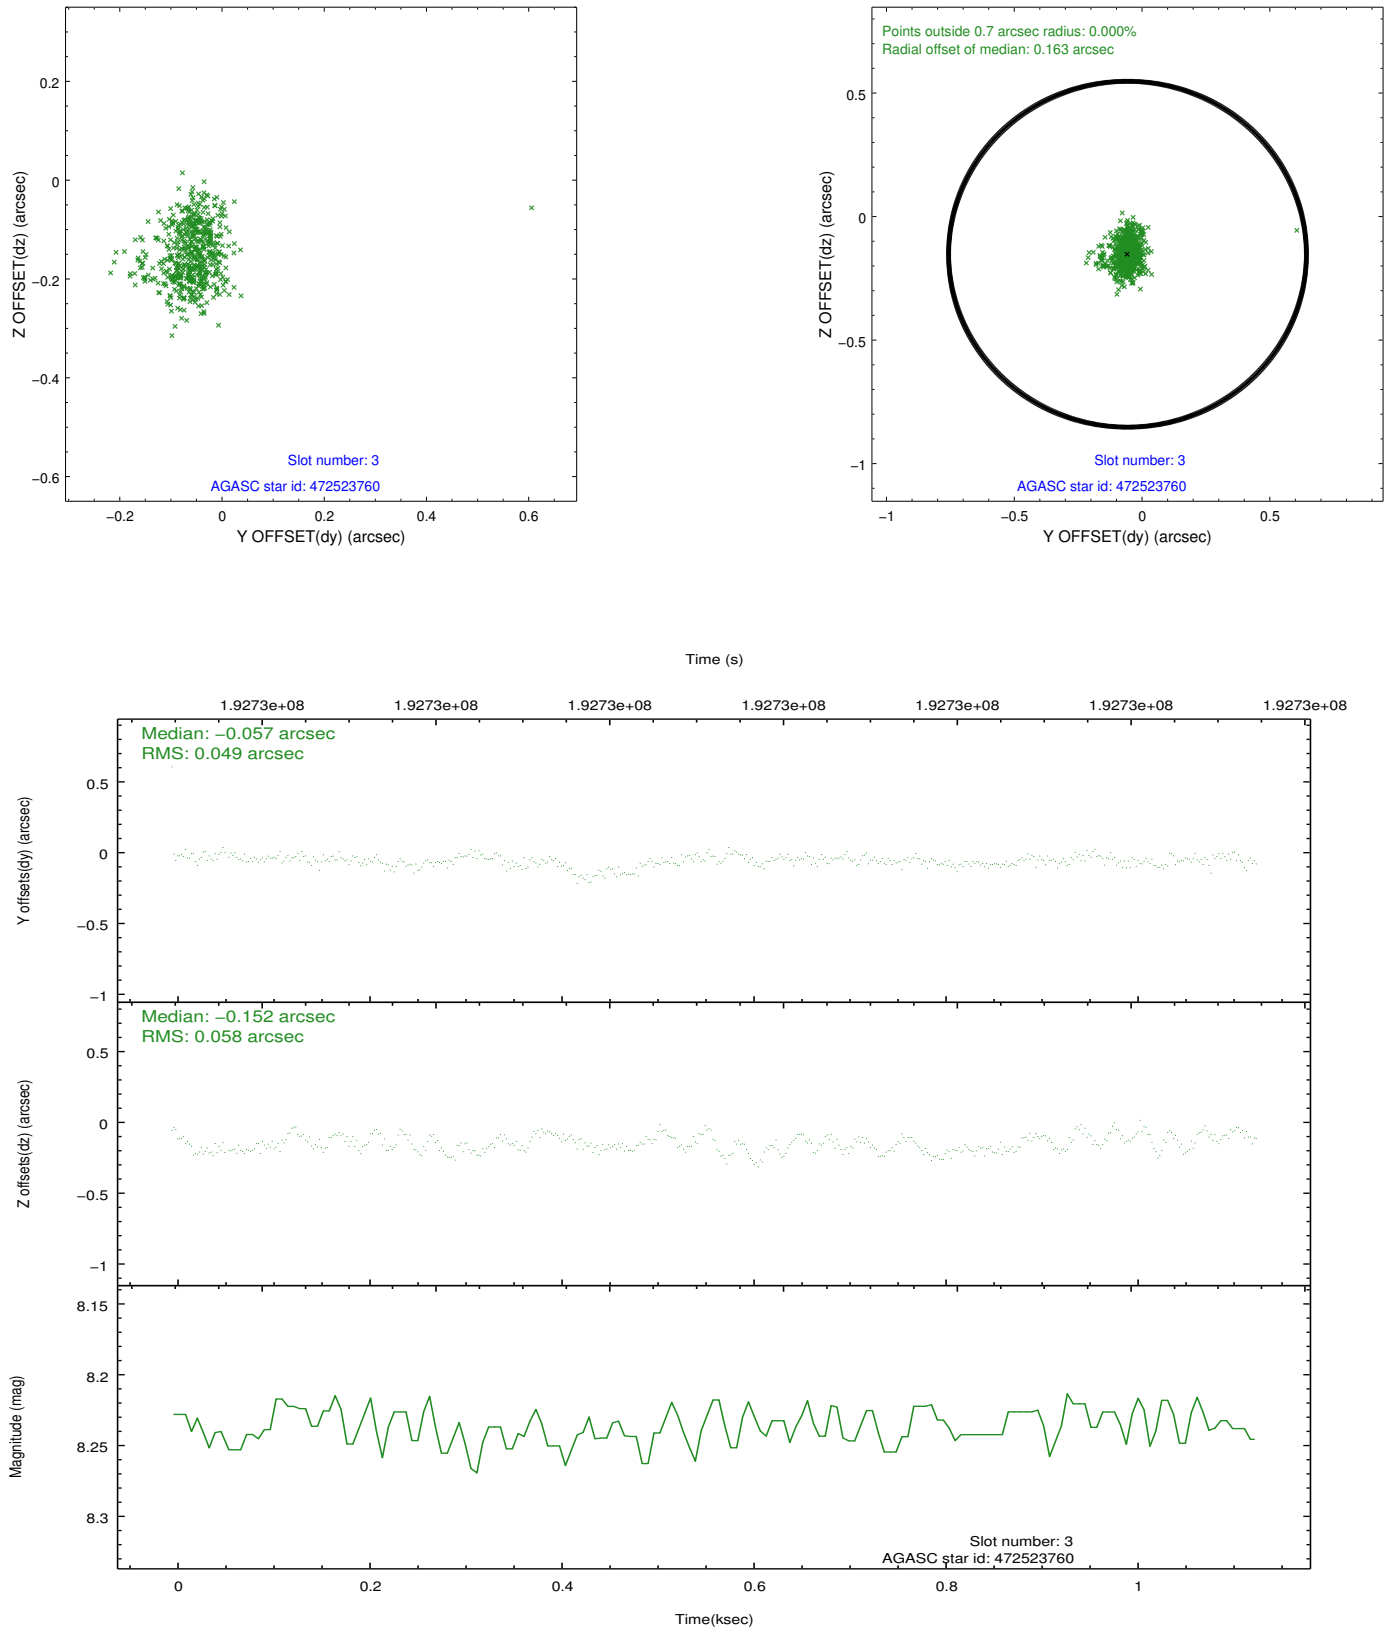 0.2
0
−0.2
−0.4
−0.6
Z OFFSET(dz) (arcsec)
Slot number: 3
AGASC star id: 472523760
−0.2 0 0.2 0.4 0.6
Y OFFSET(dy) (arcsec)
Points outside 0.7 arcsec radius: 0.000%
Radial offset of median: 0.163 arcsec
0.5
0
−0.5
−1
Z OFFSET(dz) (arcsec)
Slot number: 3
AGASC star id: 472523760
−1 −0.5 0 0.5
Y OFFSET(dy) (arcsec)
Time (s)
1.9273e+08 1.9273e+08 1.9273e+08 1.9273e+08 1.9273e+08 1.9273e+08 1.9273e+08
Median: −0.057 arcsec
RMS: 0.049 arcsec
0.5
0
−0.5
−1
Y offsets(dy) (arcsec)
Median: −0.152 arcsec
RMS: 0.058 arcsec
0.5
0
−0.5
−1
Z offsets(dz) (arcsec)
8.15
8.2
8.25
8.3
Magnitude (mag)
Slot number: 3
AGASC star id: 472523760
0 0.2 0.4 0.6 0.8 1
Time(ksec)